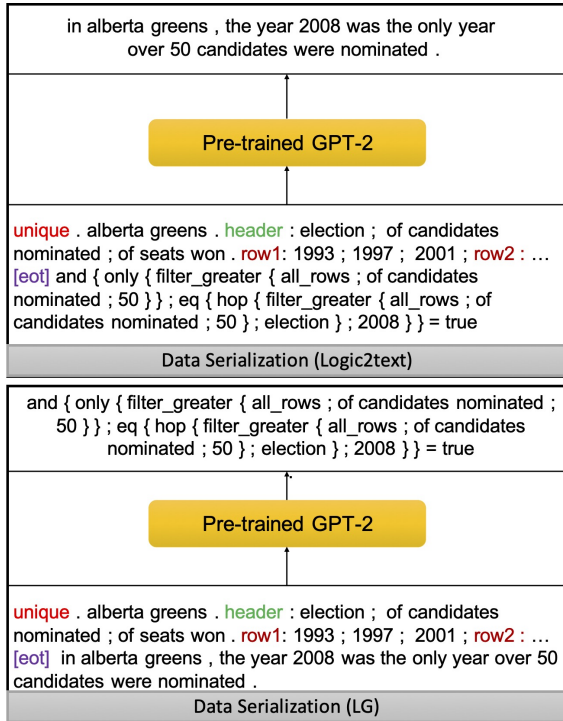 in alberta greens , the year 2008 was the only year
over 50 candidates were nominated .
Pre-trained GPT-2
unique . alberta greens . header : election ; of candidates
nominated ; of seats won . row1: 1993 ; 1997 ; 2001 ; row2 : ...
[eot] and { only { filter_greater { all_rows ; of candidates
nominated ; 50 } } ; eq { hop { filter_greater { all_rows ; of
candidates nominated ; 50 } ; election } ; 2008 } } = true
Data Serialization (Logic2text)
and { only { filter_greater { all_rows ; of candidates nominated ;
50 } } ; eq { hop { filter_greater { all_rows ; of candidates
nominated ; 50 } ; election } ; 2008 } } = true
Pre-trained GPT-2
unique . alberta greens . header : election ; of candidates
nominated ; of seats won . row1: 1993 ; 1997 ; 2001 ; row2 : ...
[eot] in alberta greens , the year 2008 was the only year over 50
candidates were nominated .
Data Serialization (LG)